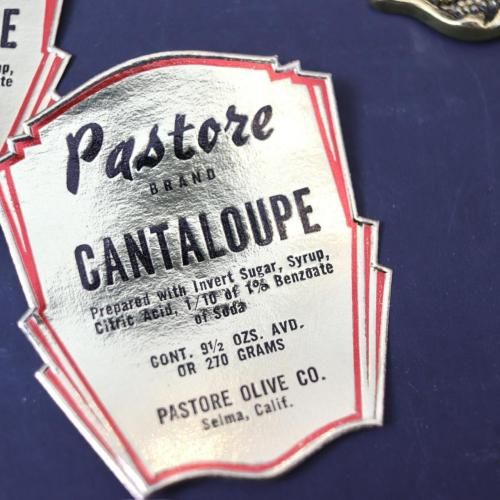 E
Pastore
BRAND
CANTALOUPE
Prepared with Invert Sugar, Syrup,
Citric Acid, 1/10 of 1% Benzoate
of Soda
CONT. 9½ OZS. AVD.
OR 270 GRAMS
PASTORE OLIVE CO.
Selma, Calif.